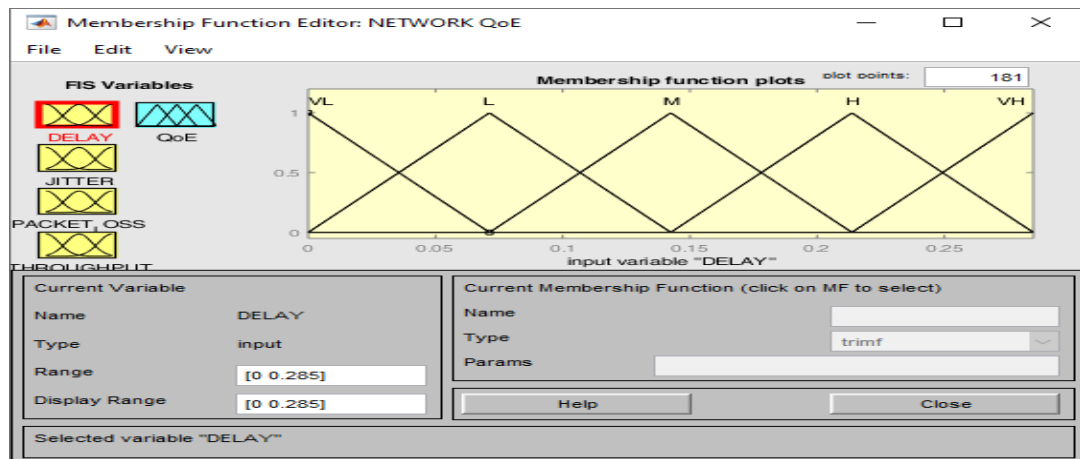 Membership Function Editor: NETWORK QoE
File Edit View
FIS Variables
DELAY
QoE
JITTER
PACKET_LOSS
THROUGHPUT
Membership function plots
plot points:
181
VL L M H VH
1
0.5
0
0 0.05 0.1 0.15 0.2 0.25
input variable "DELAY"
Current Variable
Name DELAY
Type input
Range [0 0.285]
Display Range [0 0.285]
Current Membership Function (click on MF to select)
Name
Type trimf
Params
Help
Close
Selected variable "DELAY"